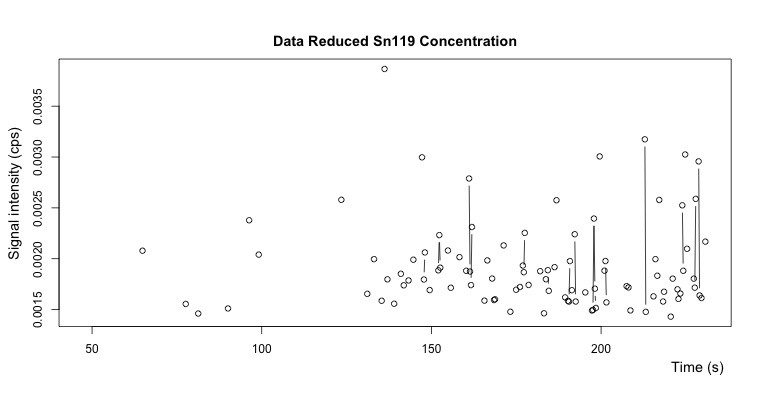 Data Reduced Sn119 Concentration
Signal intensity (cps)
0.0035
0.0030
0.0025
0.0020
0.0015
50 100 150 200
Time (s)